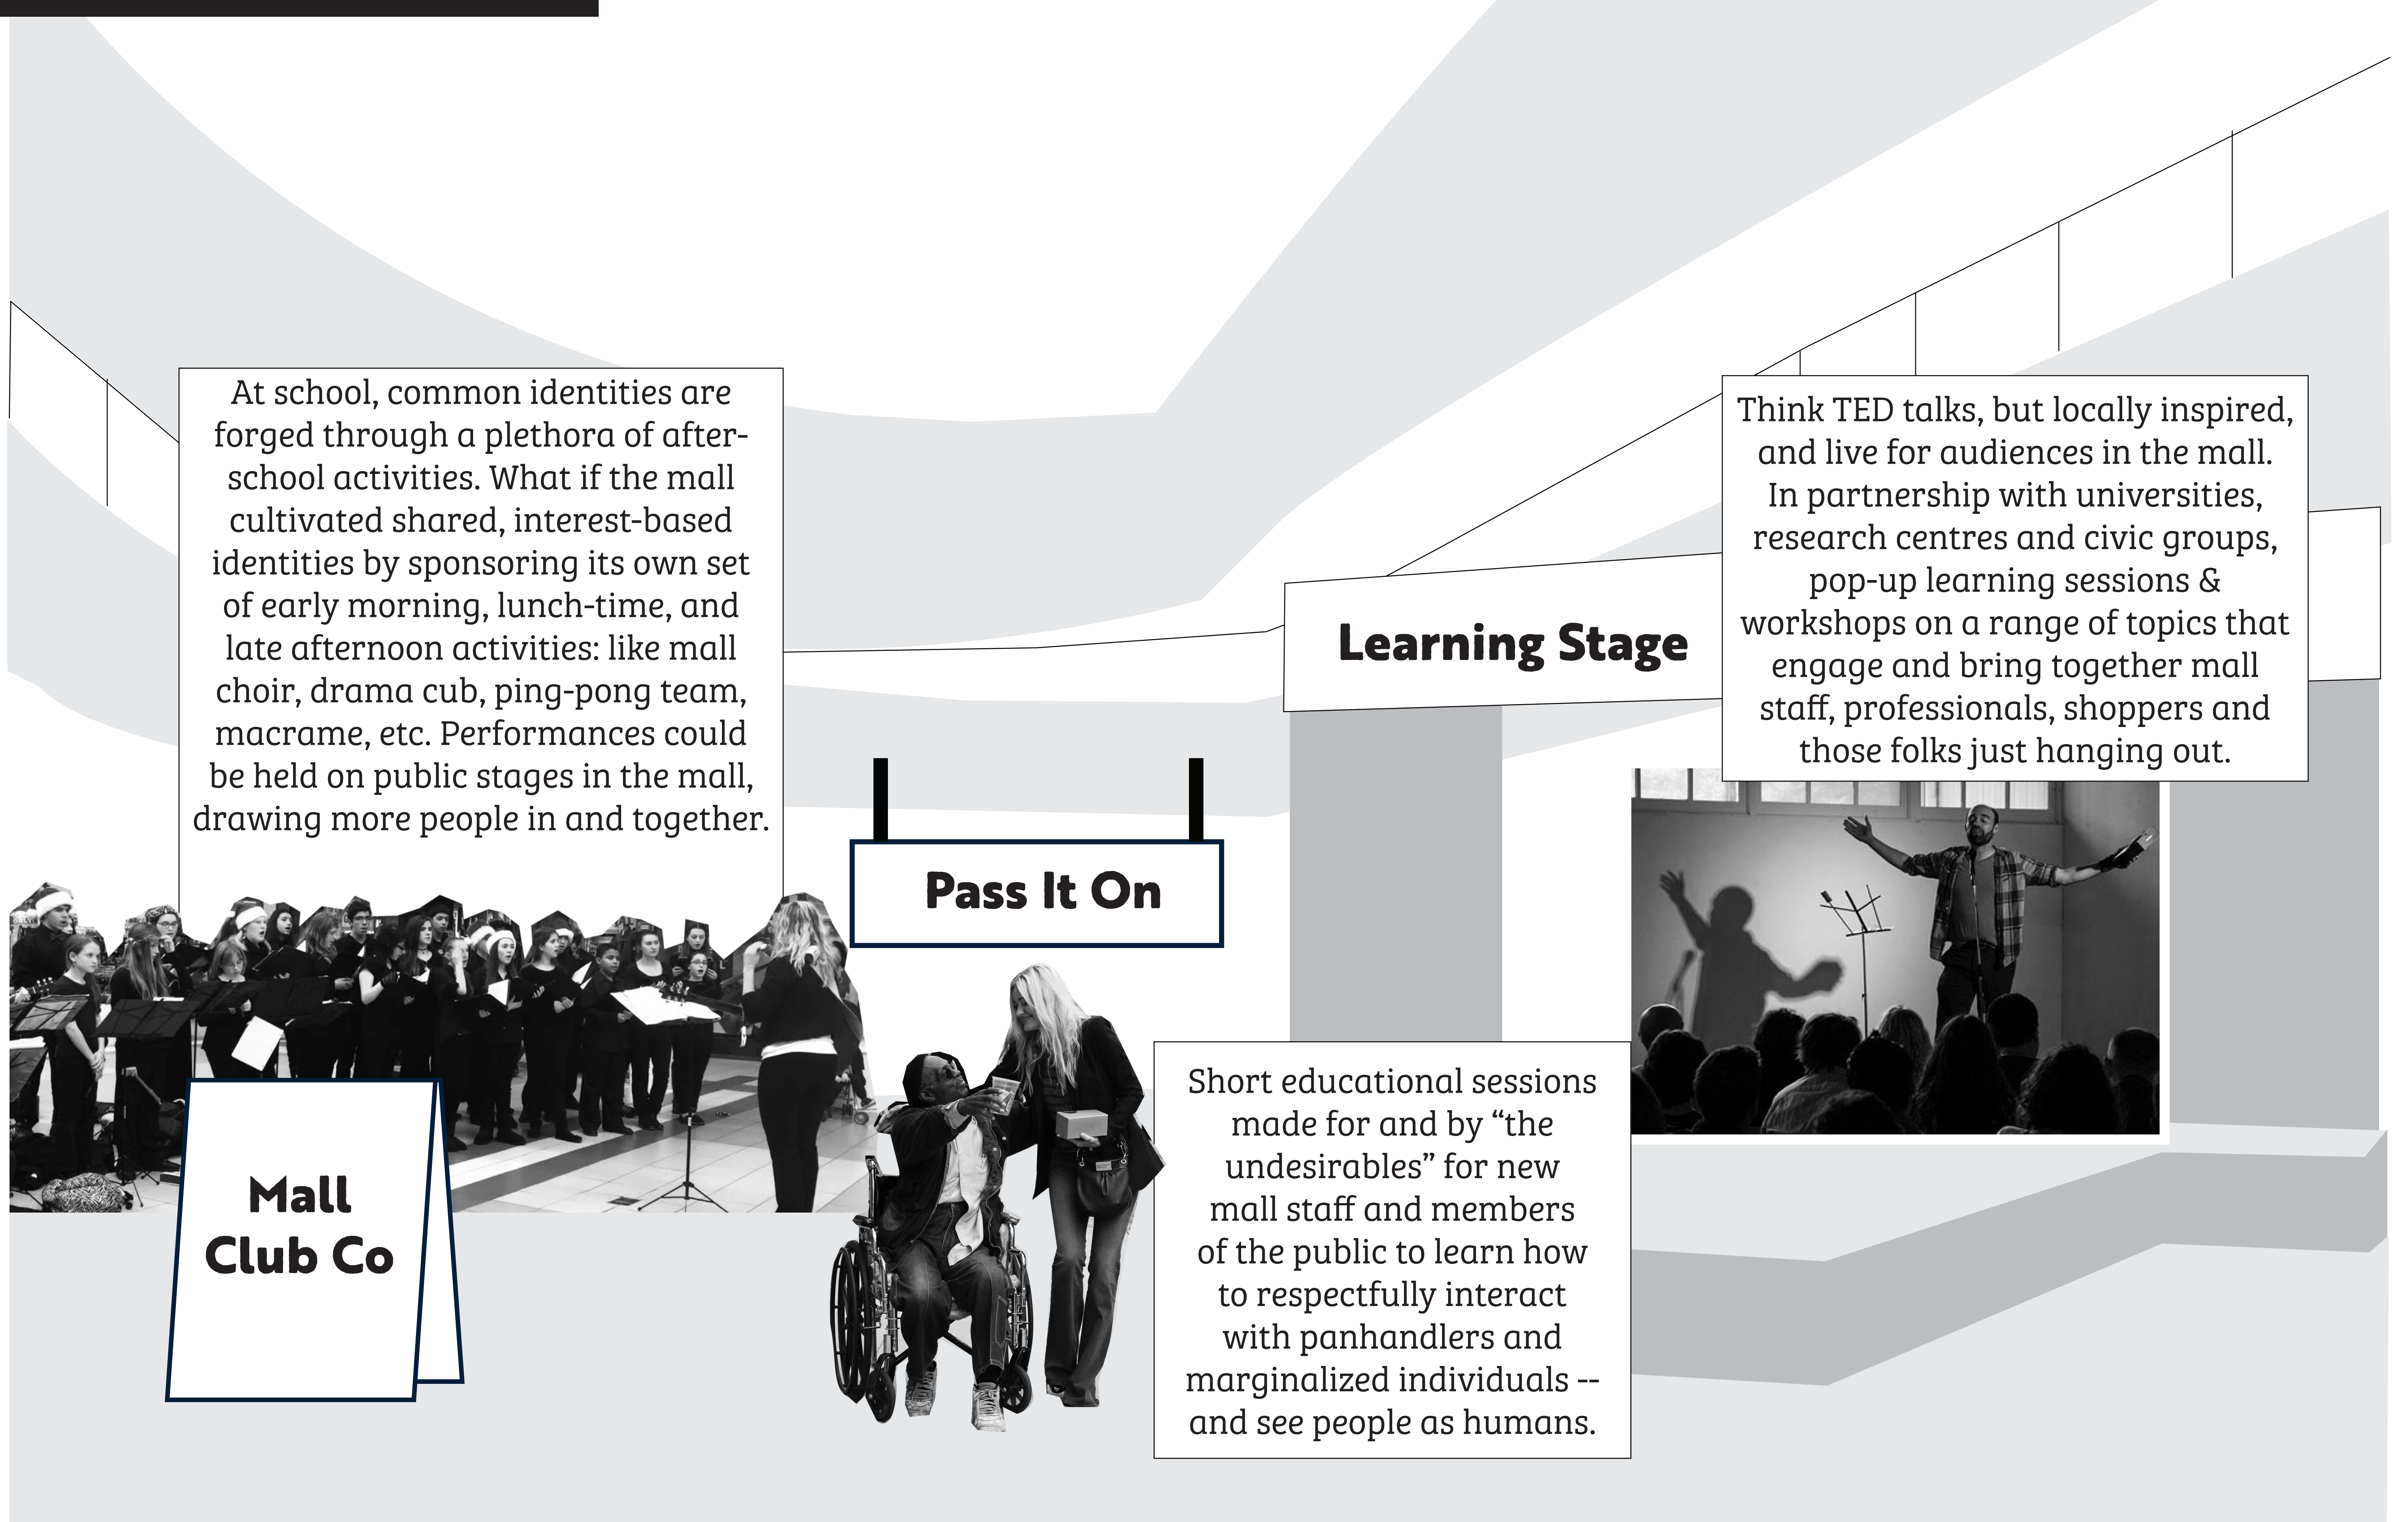 At school, common identities are
forged through a plethora of after-
school activities. What if the mall
cultivated shared, interest-based
identities by sponsoring its own set
of early morning, lunch-time, and
late afternoon activities: like mall
choir, drama cub, ping-pong team,
macrame, etc. Performances could
be held on public stages in the mall,
drawing more people in and together.
Mall
Club Co
Pass It On
Short educational sessions
made for and by “the
undesirables” for new
mall staff and members
of the public to learn how
to respectfully interact
with panhandlers and
marginalized individuals --
and see people as humans.
Learning Stage
Think TED talks, but locally inspired,
and live for audiences in the mall.
In partnership with universities,
research centres and civic groups,
pop-up learning sessions &
workshops on a range of topics that
engage and bring together mall
staff, professionals, shoppers and
those folks just hanging out.